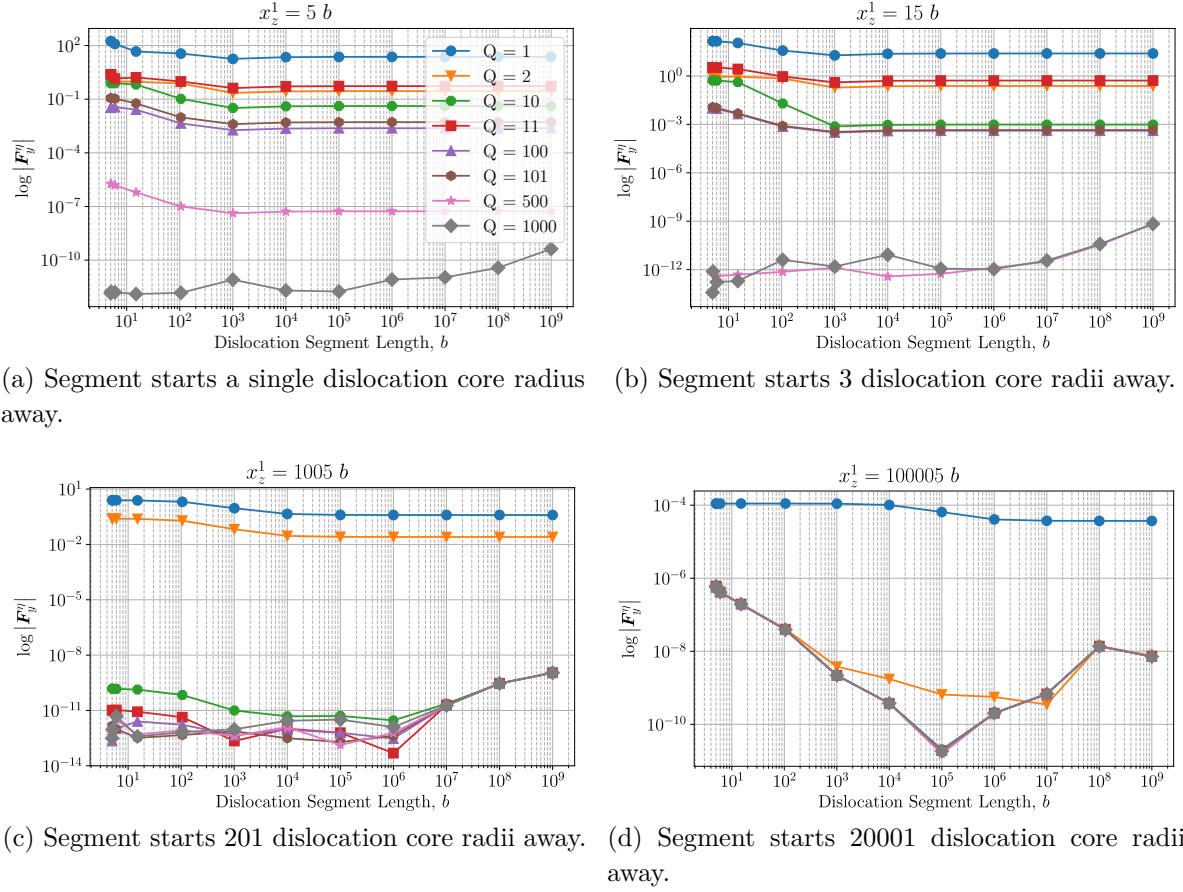 x_z^1 = 5 b
10^2
10^{-1}
10^{-4}
10^{-7}
10^{-10}
log |F_y^η|
Q = 1
Q = 2
Q = 10
Q = 11
Q = 100
Q = 101
Q = 500
Q = 1000
10^1 10^2 10^3 10^4 10^5 10^6 10^7 10^8 10^9
Dislocation Segment Length, b
(a) Segment starts a single dislocation core radius
away.
x_z^1 = 15 b
10^0
10^{-3}
10^{-6}
10^{-9}
10^{-12}
log |F_y^η|
10^1 10^2 10^3 10^4 10^5 10^6 10^7 10^8 10^9
Dislocation Segment Length, b
(b) Segment starts 3 dislocation core radii away.
x_z^1 = 1005 b
10^1
10^{-2}
10^{-5}
10^{-8}
10^{-11}
10^{-14}
log |F_y^η|
10^1 10^2 10^3 10^4 10^5 10^6 10^7 10^8 10^9
Dislocation Segment Length, b
(c) Segment starts 201 dislocation core radii away.
x_z^1 = 100005 b
10^{-4}
10^{-6}
10^{-8}
10^{-10}
log |F_y^η|
10^1 10^2 10^3 10^4 10^5 10^6 10^7 10^8 10^9
Dislocation Segment Length, b
(d) Segment starts 20001 dislocation core radii
away.